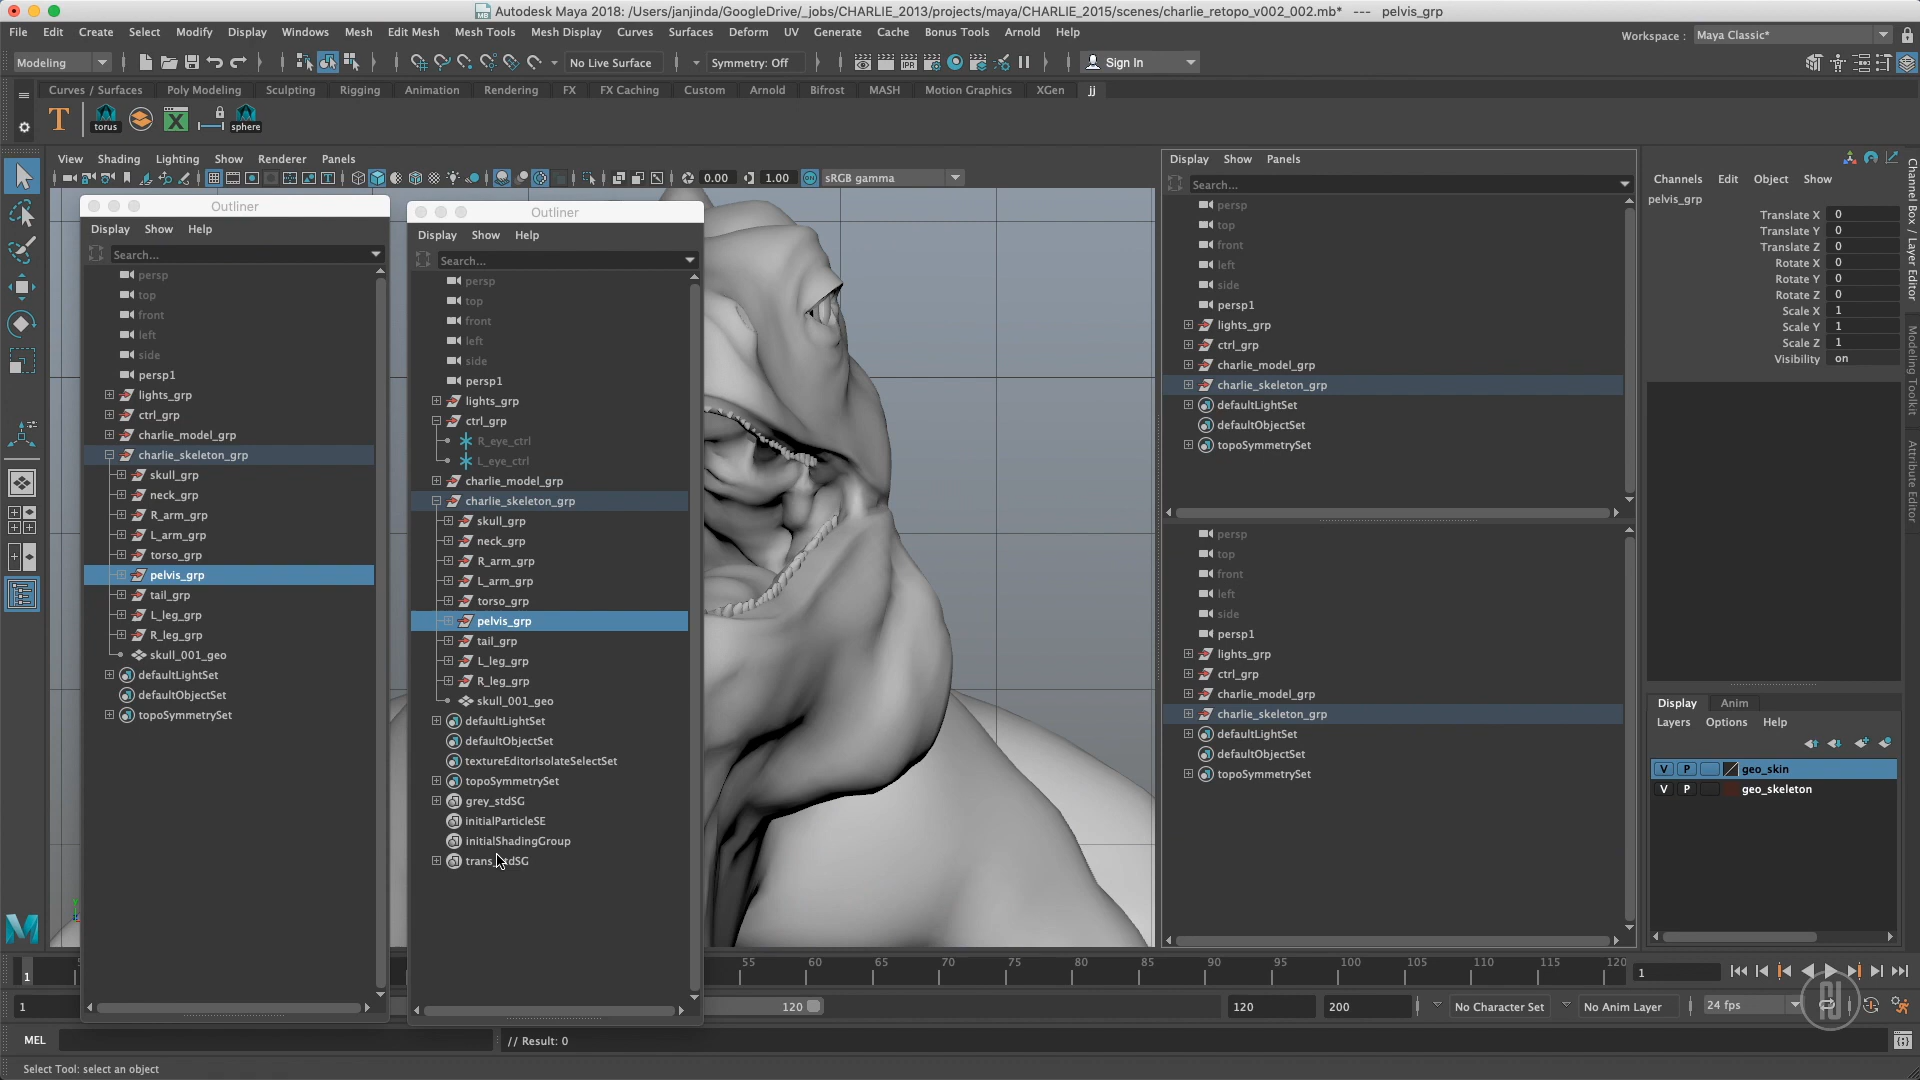 Autodesk Maya 2018: /Users/janjinda/GoogleDrive/_jobs/CHARLIE_2013/projects/maya/CHARLIE_2015/scenes/charlie_retopo_v002_002.mb* --- pelvis_grp
File Edit Create Select Modify Display Windows Mesh Edit Mesh Mesh Tools Mesh Display Curves Surfaces Deform UV Generate Cache Bonus Tools Arnold Help
Workspace : Maya Classic*
Modeling No Live Surface Symmetry: Off Sign In
Curves / Surfaces Poly Modeling Sculpting Rigging Animation Rendering FX FX Caching Custom Arnold Bifrost MASH Motion Graphics XGen jj
T torus sphere
View Shading Lighting Show Renderer Panels
0.00 1.00 sRGB gamma
Outliner
Display Show Help
Search...
persp
top
front
left
side
persp1
lights_grp
ctrl_grp
charlie_model_grp
charlie_skeleton_grp
skull_grp
neck_grp
R_arm_grp
L_arm_grp
torso_grp
pelvis_grp
tail_grp
L_leg_grp
R_leg_grp
skull_001_geo
defaultLightSet
defaultObjectSet
topoSymmetrySet
Outliner
Display Show Help
Search...
persp
top
front
left
side
persp1
lights_grp
ctrl_grp
R_eye_ctrl
L_eye_ctrl
charlie_model_grp
charlie_skeleton_grp
skull_grp
neck_grp
R_arm_grp
L_arm_grp
torso_grp
pelvis_grp
tail_grp
L_leg_grp
R_leg_grp
skull_001_geo
defaultLightSet
defaultObjectSet
textureEditorIsolateSelectSet
topoSymmetrySet
grey_stdSG
initialParticleSE
initialShadingGroup
trans_stdSG
Display Show Panels
Search...
persp
top
front
left
side
persp1
lights_grp
ctrl_grp
charlie_model_grp
charlie_skeleton_grp
defaultLightSet
defaultObjectSet
topoSymmetrySet
persp
top
front
left
side
persp1
lights_grp
ctrl_grp
charlie_model_grp
charlie_skeleton_grp
defaultLightSet
defaultObjectSet
topoSymmetrySet
Channels Edit Object Show
pelvis_grp
Translate X 0
Translate Y 0
Translate Z 0
Rotate X 0
Rotate Y 0
Rotate Z 0
Scale X 1
Scale Y 1
Scale Z 1
Visibility on
Channel Box / Layer Editor
Modeling Toolkit
Attribute Editor
Display Anim
Layers Options Help
V P geo_skin
V P geo_skeleton
1 55 60 65 70 75 80 85 90 95 100 105 110 115 120 1
1 120 120 200 No Character Set No Anim Layer 24 fps
MEL // Result: 0
Select Tool: select an object